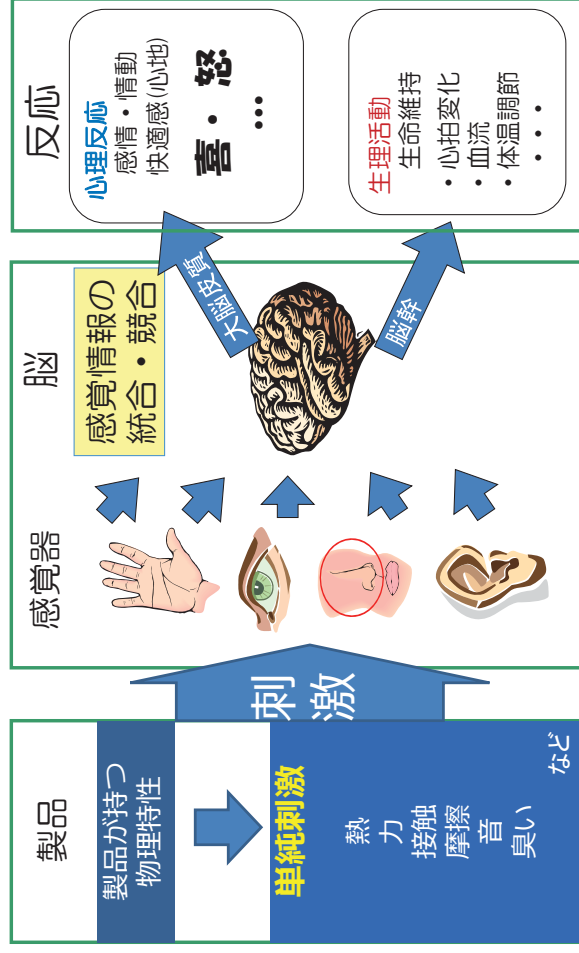 製品
製品が持つ
物理特性
単純刺激
熱
力
接触
摩擦
音
臭い
など
刺
激
感覚器
脳
感覚情報の
統合・競合
大脳皮質
脳幹
反応
心理反応
感情・情動
快適感(心地)
喜・怒
…
生理活動
生命維持
・心拍変化
・血流
・体温調節
・・・・